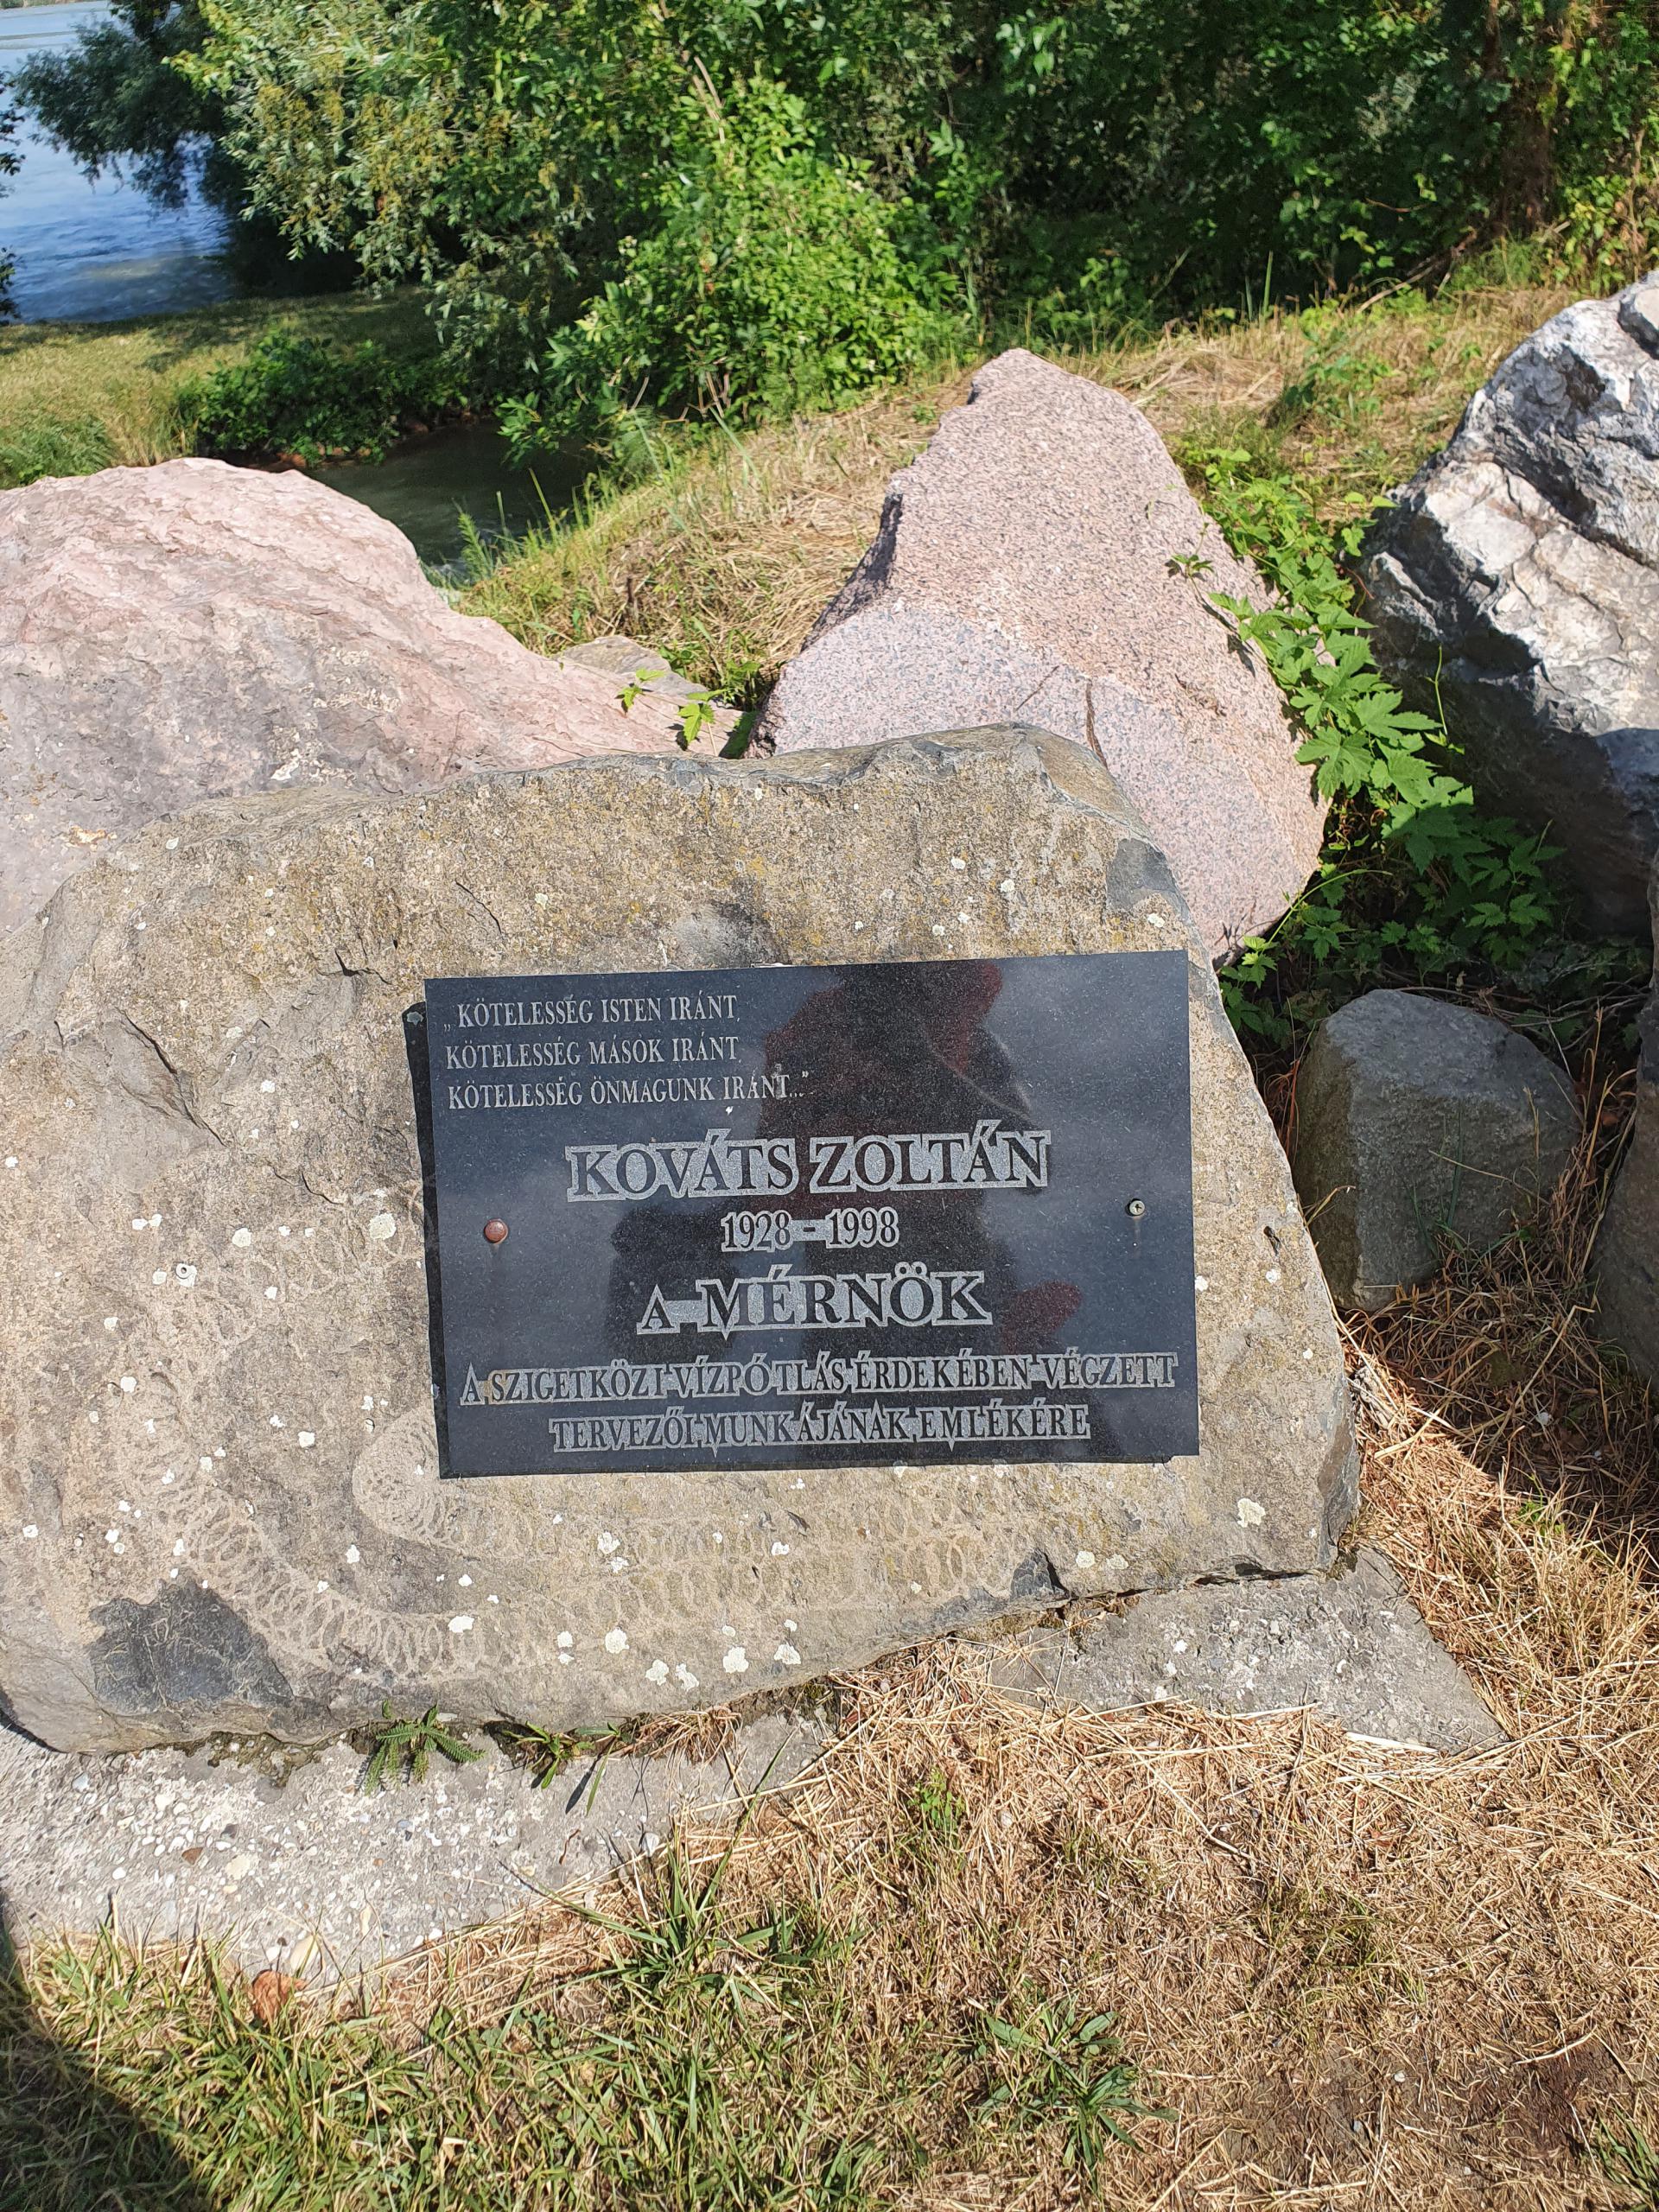 „KÖTELESSÉG ISTEN IRÁNT,
KÖTELESSÉG MÁSOK IRÁNT,
KÖTELESSÉG ÖNMAGUNK IRÁNT...”
KOVÁTS ZOLTÁN
1928 - 1998
A MÉRNÖK
A SZIGETKÖZI VÍZPÓTLÁS ÉRDEKÉBEN VÉGZETT
TERVEZŐI MUNKÁJÁNAK EMLÉKÉRE